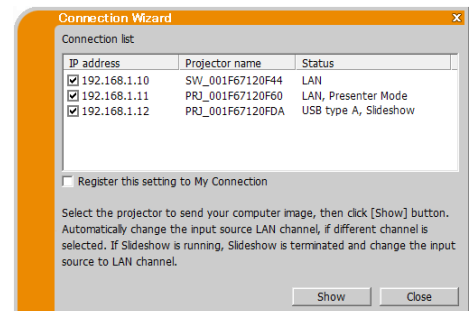 Connection Wizard x
Connection list
IP address Projector name Status
192.168.1.10 SW_001F67120F44 LAN
192.168.1.11 PRJ_001F67120F60 LAN, Presenter Mode
192.168.1.12 PRJ_001F67120FDA USB type A, Slideshow
Register this setting to My Connection
Select the projector to send your computer image, then click [Show] button.
Automatically change the input source LAN channel, if different channel is
selected. If Slideshow is running, Slideshow is terminated and change the input
source to LAN channel.
Show Close